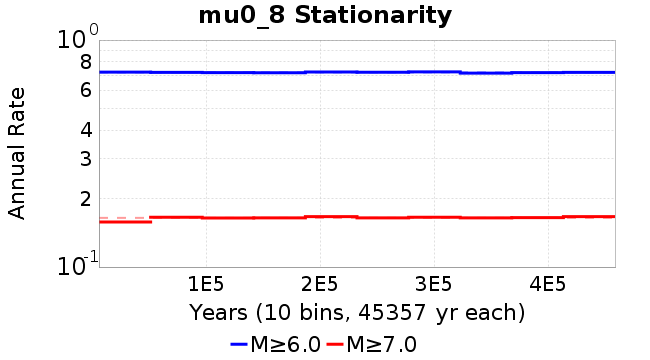 mu0_8 Stationarity
10^0
8
6
4
3
2
10^-1
Annual Rate
1E5 2E5 3E5 4E5
Years (10 bins, 45357 yr each)
M≥6.0 M≥7.0